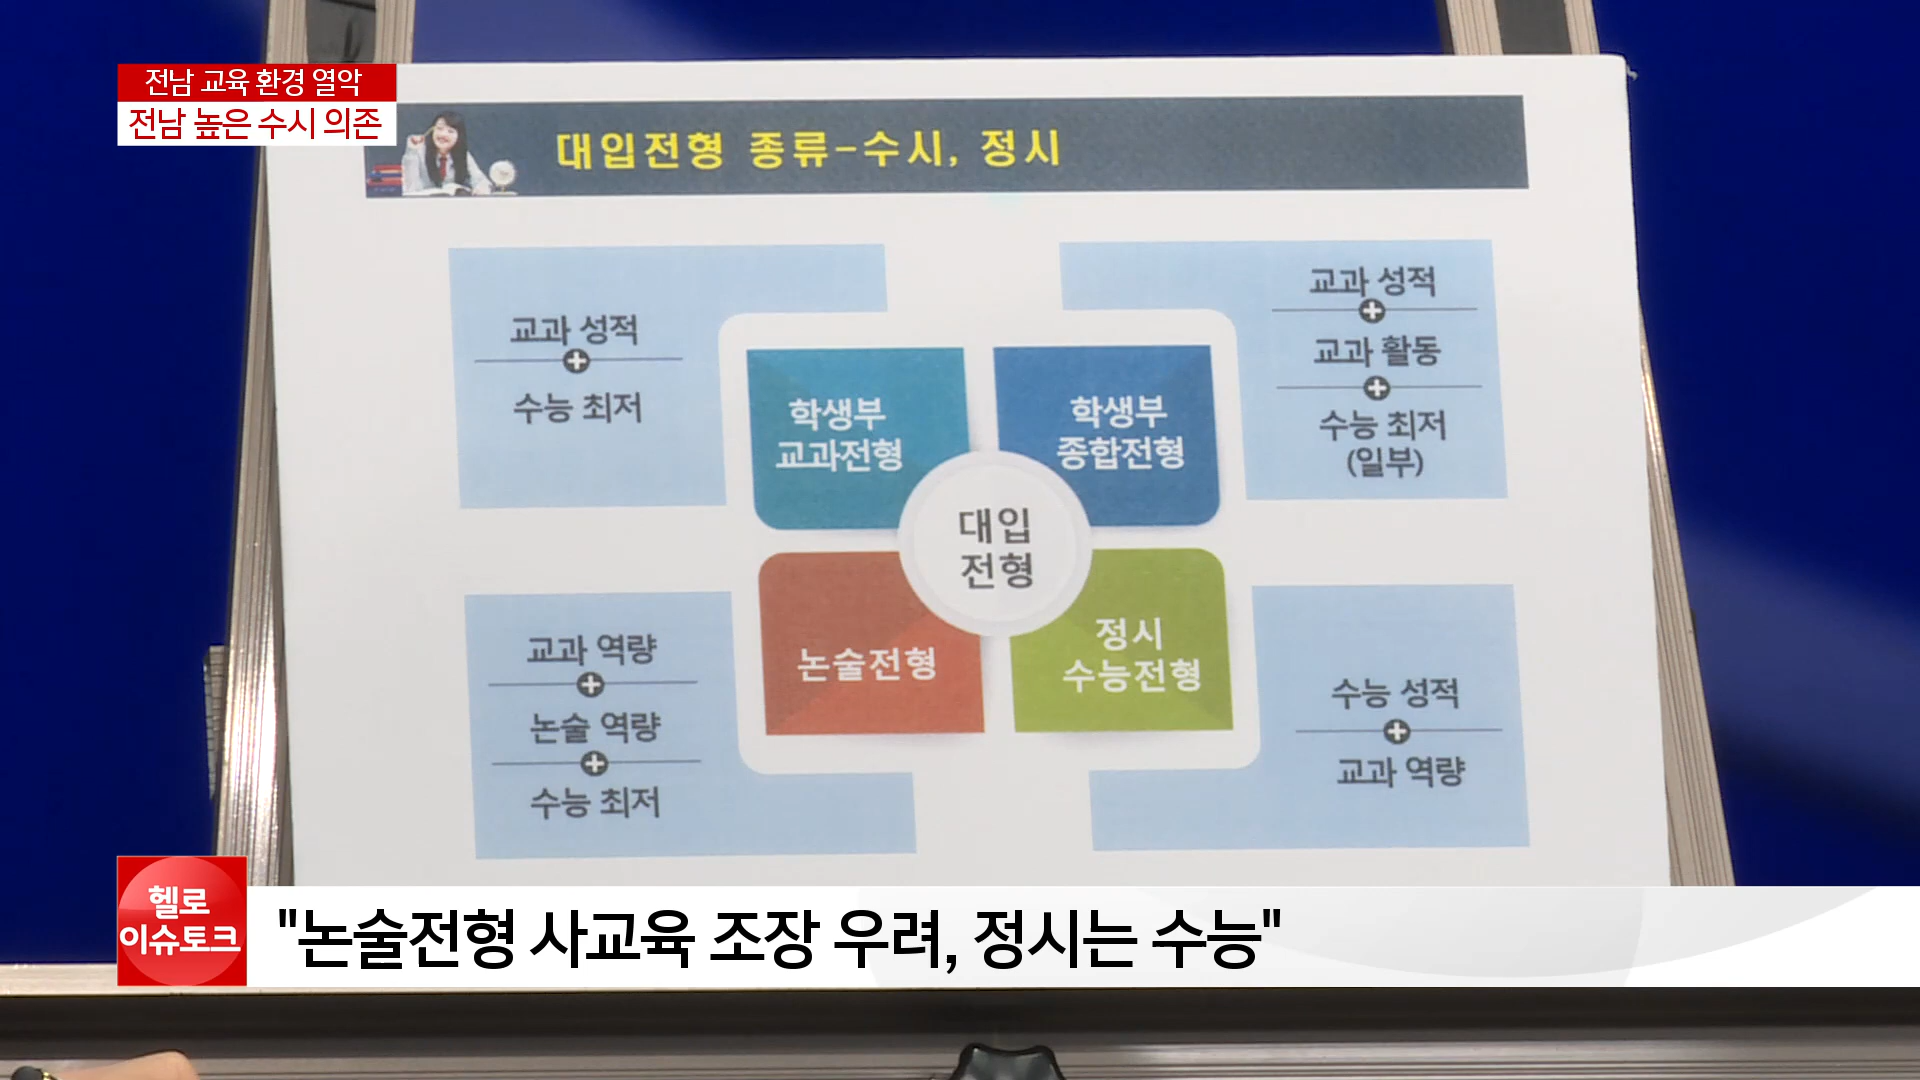 전남 교육 환경 열악
전남 높은 수시 의존
대입전형 종류-수시, 정시
교과 성적
수능 최저
학생부
교과전형
학생부
종합전형
교과 성적
교과 활동
수능 최저
(일부)
대입
전형
교과 역량
논술 역량
수능 최저
논술전형
정시
수능전형
수능 성적
교과 역량
헬로
이슈토크
"논술전형 사교육 조장 우려, 정시는 수능"